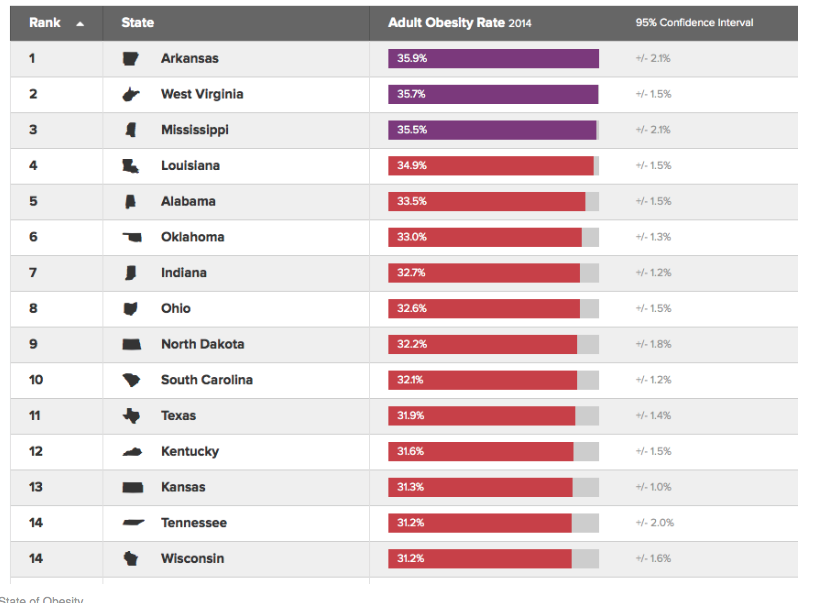 Rank State Adult Obesity Rate 2014 95% Confidence Interval
1 Arkansas 35.9% +/- 2.1%
2 West Virginia 35.7% +/- 1.5%
3 Mississippi 35.5% +/- 2.1%
4 Louisiana 34.9% +/- 1.5%
5 Alabama 33.5% +/- 1.5%
6 Oklahoma 33.0% +/- 1.3%
7 Indiana 32.7% +/- 1.2%
8 Ohio 32.6% +/- 1.5%
9 North Dakota 32.2% +/- 1.8%
10 South Carolina 32.1% +/- 1.2%
11 Texas 31.9% +/- 1.4%
12 Kentucky 31.6% +/- 1.5%
13 Kansas 31.3% +/- 1.0%
14 Tennessee 31.2% +/- 2.0%
14 Wisconsin 31.2% +/- 1.6%
State of Obesity